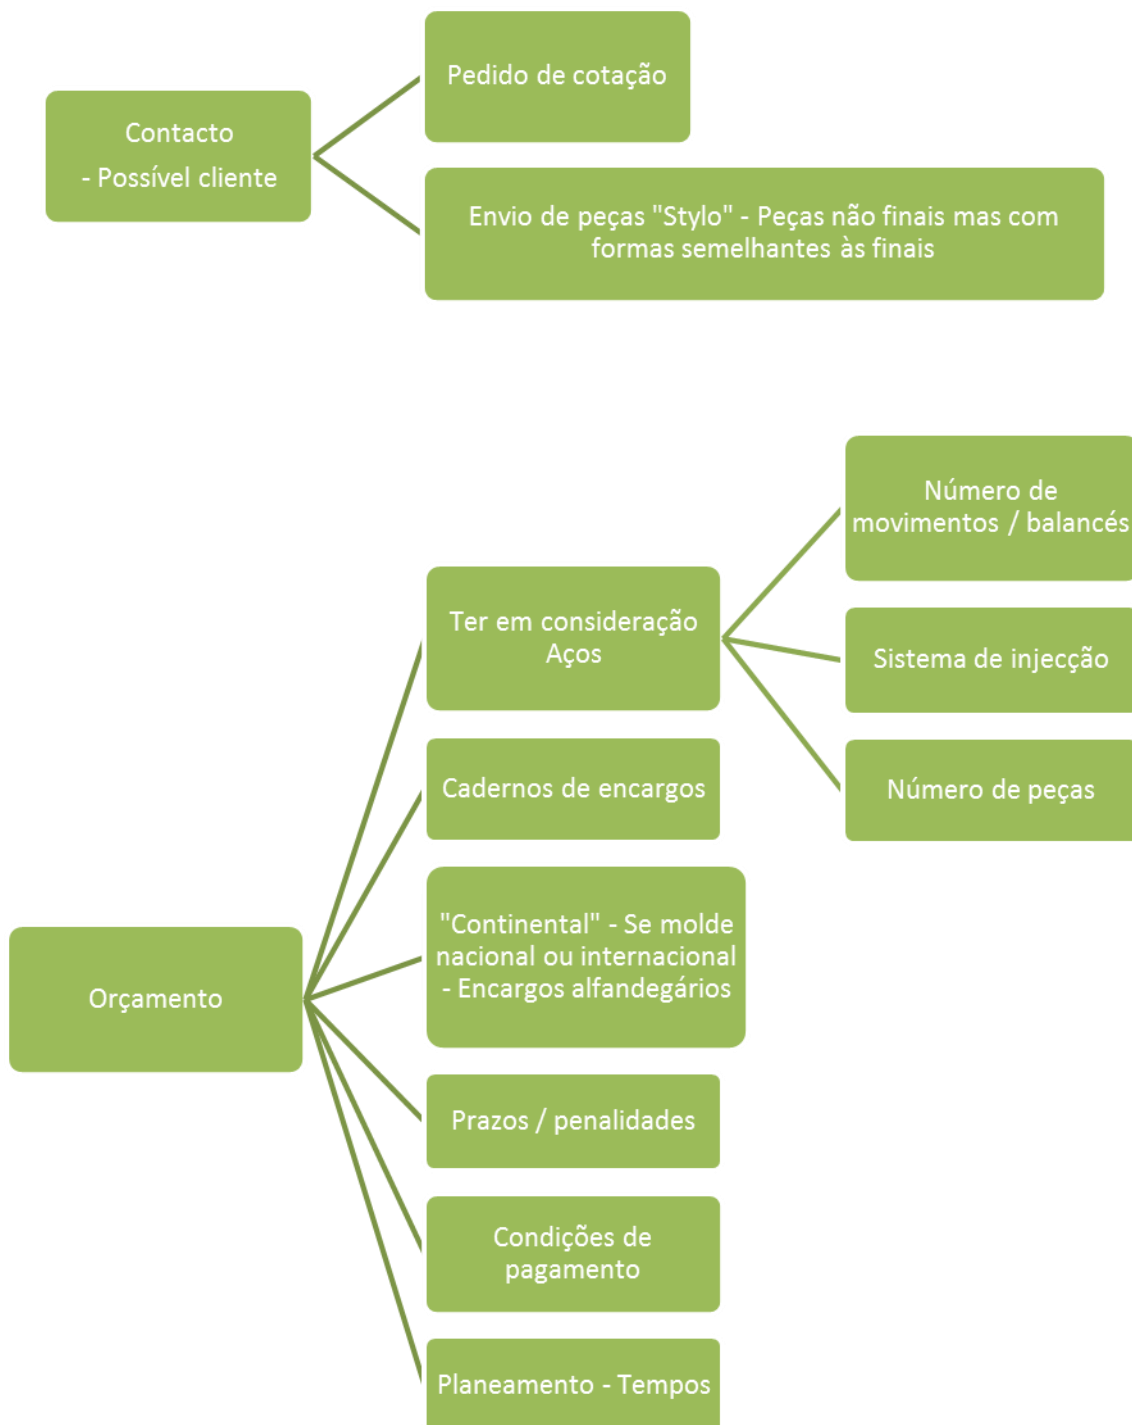 Pedido de cotação
Contacto
- Possível cliente
Envio de peças "Stylo" - Peças não finais mas com
formas semelhantes às finais
Número de
movimentos / balancés
Ter em consideração
Aços
Sistema de injecção
Número de peças
Cadernos de encargos
"Continental" - Se molde
nacional ou internacional
- Encargos alfandegários
Orçamento
Prazos / penalidades
Condições de
pagamento
Planeamento - Tempos